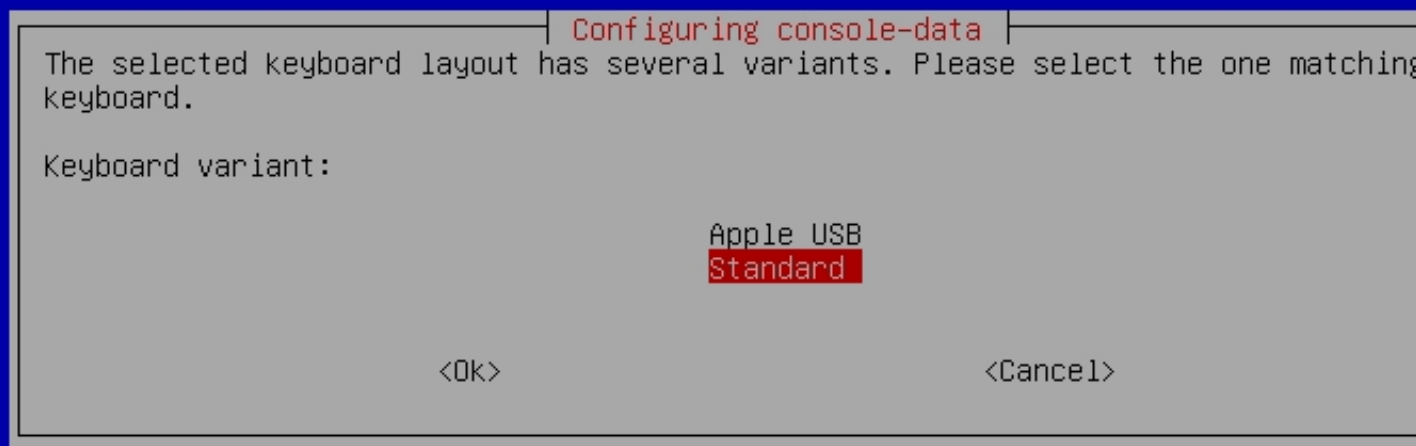 Configuring console-data
The selected keyboard layout has several variants. Please select the one matching
keyboard.
Keyboard variant:
Apple USB
Standard
<Ok> <Cancel>